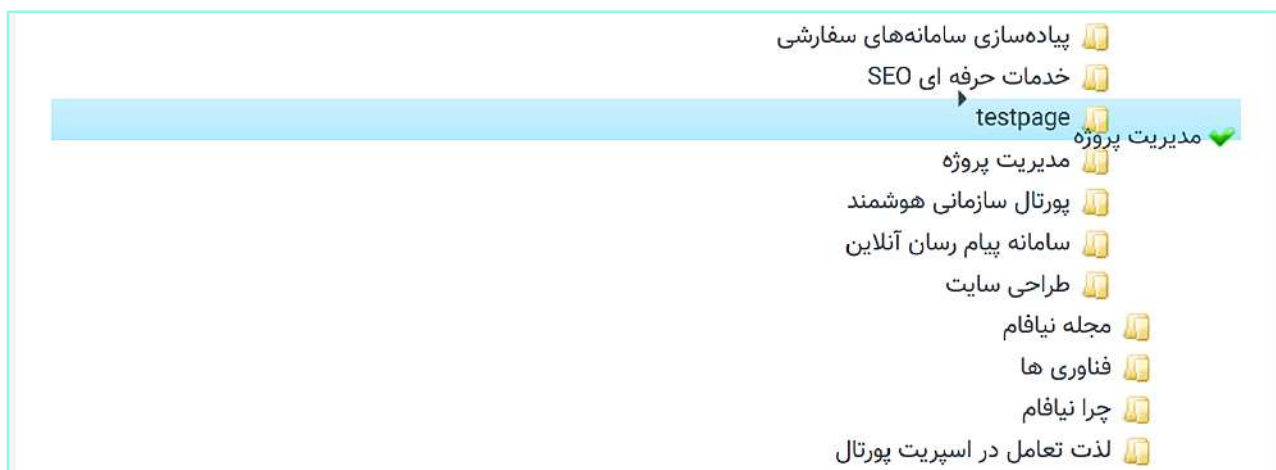 پیاده‌سازی سامانه‌های سفارشی
خدمات حرفه ای SEO
testpage
مدیریت پروژه
مدیریت پروژه
پورتال سازمانی هوشمند
سامانه پیام رسان آنلاین
طراحی سایت
مجله نیافام
فناوری ها
چرا نیافام
لذت تعامل در اسپریت پورتال